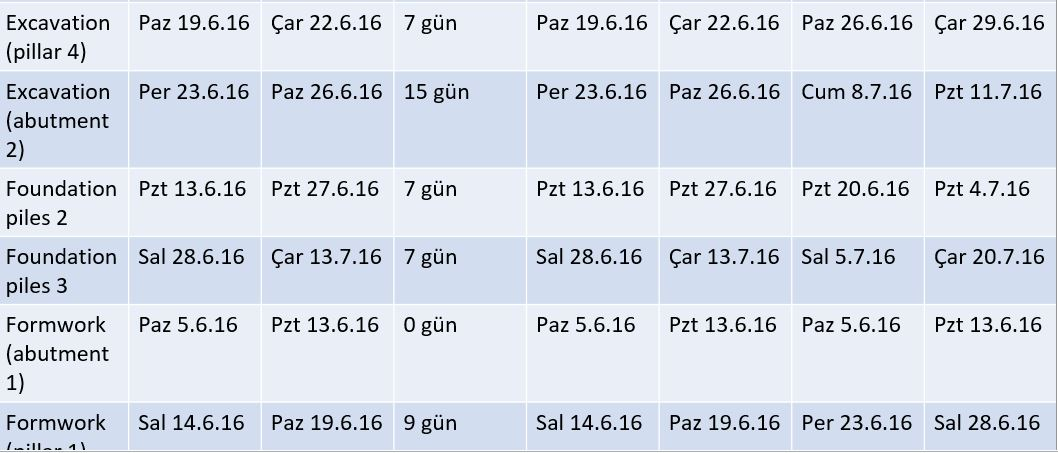 Excavation Paz 19.6.16 Çar 22.6.16 7 gün Paz 19.6.16 Çar 22.6.16 Paz 26.6.16 Çar 29.6.16
(pillar 4)
Excavation Per 23.6.16 Paz 26.6.16 15 gün Per 23.6.16 Paz 26.6.16 Cum 8.7.16 Pzt 11.7.16
(abutment
2)
Foundation Pzt 13.6.16 Pzt 27.6.16 7 gün Pzt 13.6.16 Pzt 27.6.16 Pzt 20.6.16 Pzt 4.7.16
piles 2
Foundation Sal 28.6.16 Çar 13.7.16 7 gün Sal 28.6.16 Çar 13.7.16 Sal 5.7.16 Çar 20.7.16
piles 3
Formwork Paz 5.6.16 Pzt 13.6.16 0 gün Paz 5.6.16 Pzt 13.6.16 Paz 5.6.16 Pzt 13.6.16
(abutment
1)
Formwork Sal 14.6.16 Paz 19.6.16 9 gün Sal 14.6.16 Paz 19.6.16 Per 23.6.16 Sal 28.6.16
(pillar 1)